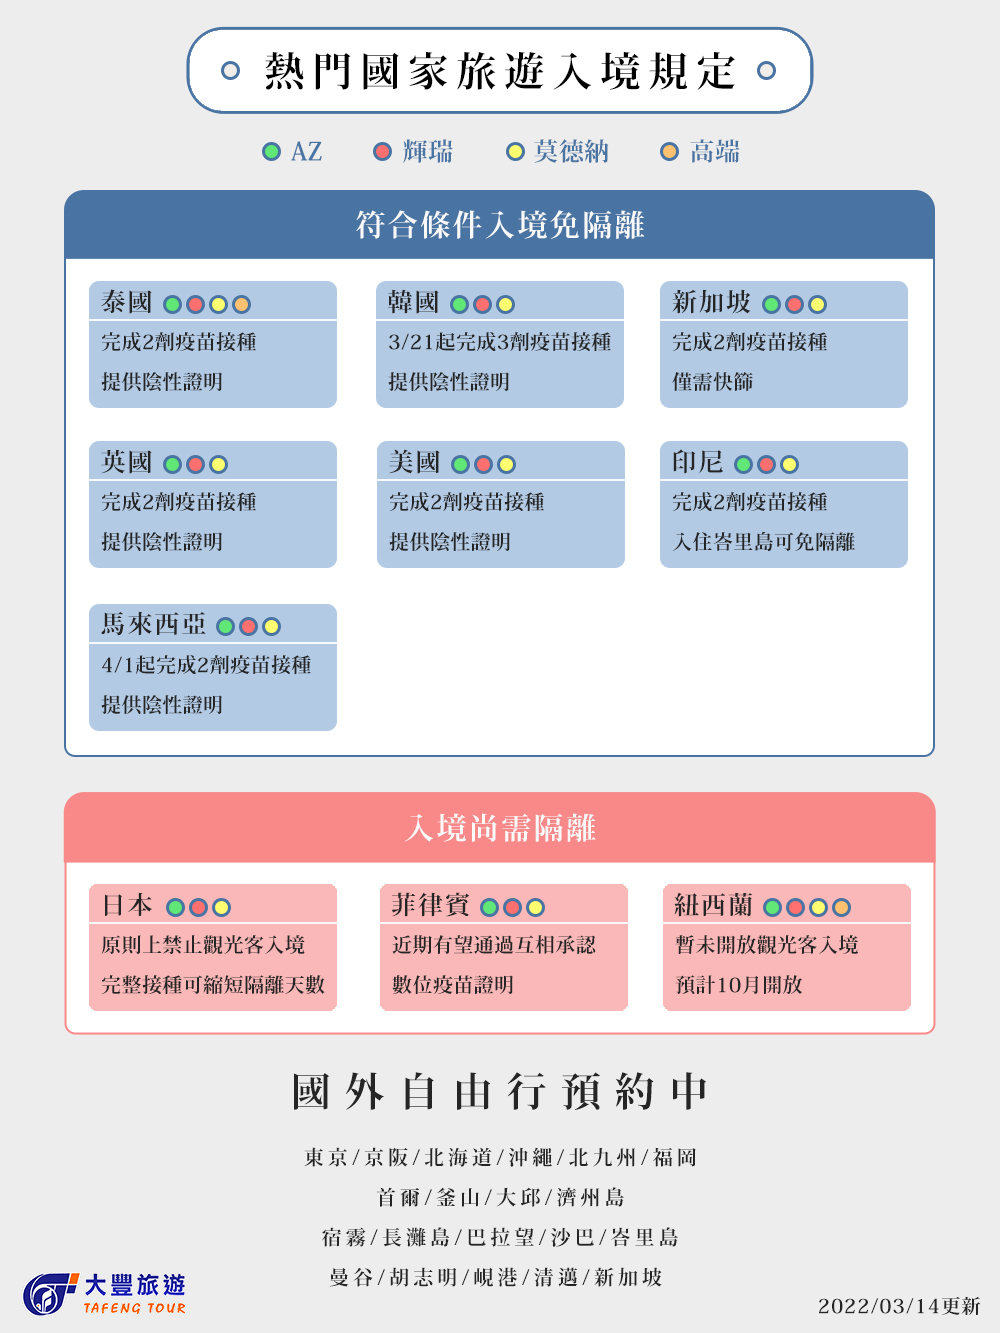 熱門國家旅遊入境規定
AZ 輝瑞 莫德納 高端
符合條件入境免隔離
泰國
完成2劑疫苗接種
提供陰性證明
韓國
3/21起完成3劑疫苗接種
提供陰性證明
新加坡
完成2劑疫苗接種
僅需快篩
英國
完成2劑疫苗接種
提供陰性證明
美國
完成2劑疫苗接種
提供陰性證明
印尼
完成2劑疫苗接種
入住峇里島可免隔離
馬來西亞
4/1起完成2劑疫苗接種
提供陰性證明
入境尚需隔離
日本
原則上禁止觀光客入境
完整接種可縮短隔離天數
菲律賓
近期有望通過互相承認
數位疫苗證明
紐西蘭
暫未開放觀光客入境
預計10月開放
國外自由行預約中
東京/京阪/北海道/沖繩/北九州/福岡
首爾/釜山/大邱/濟州島
宿霧/長灘島/巴拉望/沙巴/峇里島
曼谷/胡志明/峴港/清邁/新加坡
大豐旅遊
TAFENG TOUR
2022/03/14更新